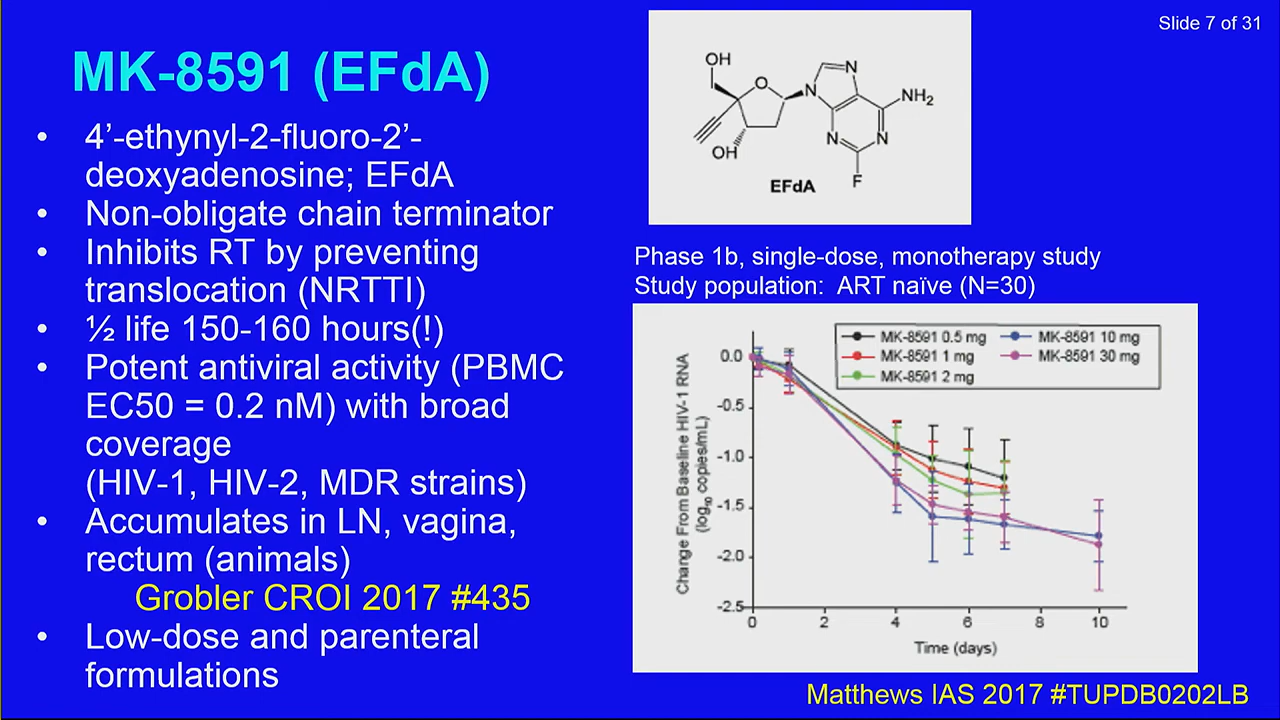 Slide 7 of 31
MK-8591 (EFdA)
• 4’-ethynyl-2-fluoro-2’-
deoxyadenosine; EFdA
• Non-obligate chain terminator
• Inhibits RT by preventing
translocation (NRTTI)
• ½ life 150-160 hours(!)
• Potent antiviral activity (PBMC
EC50 = 0.2 nM) with broad
coverage
(HIV-1, HIV-2, MDR strains)
• Accumulates in LN, vagina,
rectum (animals)
Grobler CROI 2017 #435
• Low-dose and parenteral
formulations
OH
O
N
N
NH₂
N
N
OH
F
EFdA
Phase 1b, single-dose, monotherapy study
Study population: ART naïve (N=30)
MK-8591 0.5 mg
MK-8591 1 mg
MK-8591 2 mg
MK-8591 10 mg
MK-8591 30 mg
Change From Baseline HIV-1 RNA
(log₁₀ copies/mL)
0.0
-0.5
-1.0
-1.5
-2.0
-2.5
0 2 4 6 8 10
Time (days)
Matthews IAS 2017 #TUPDB0202LB